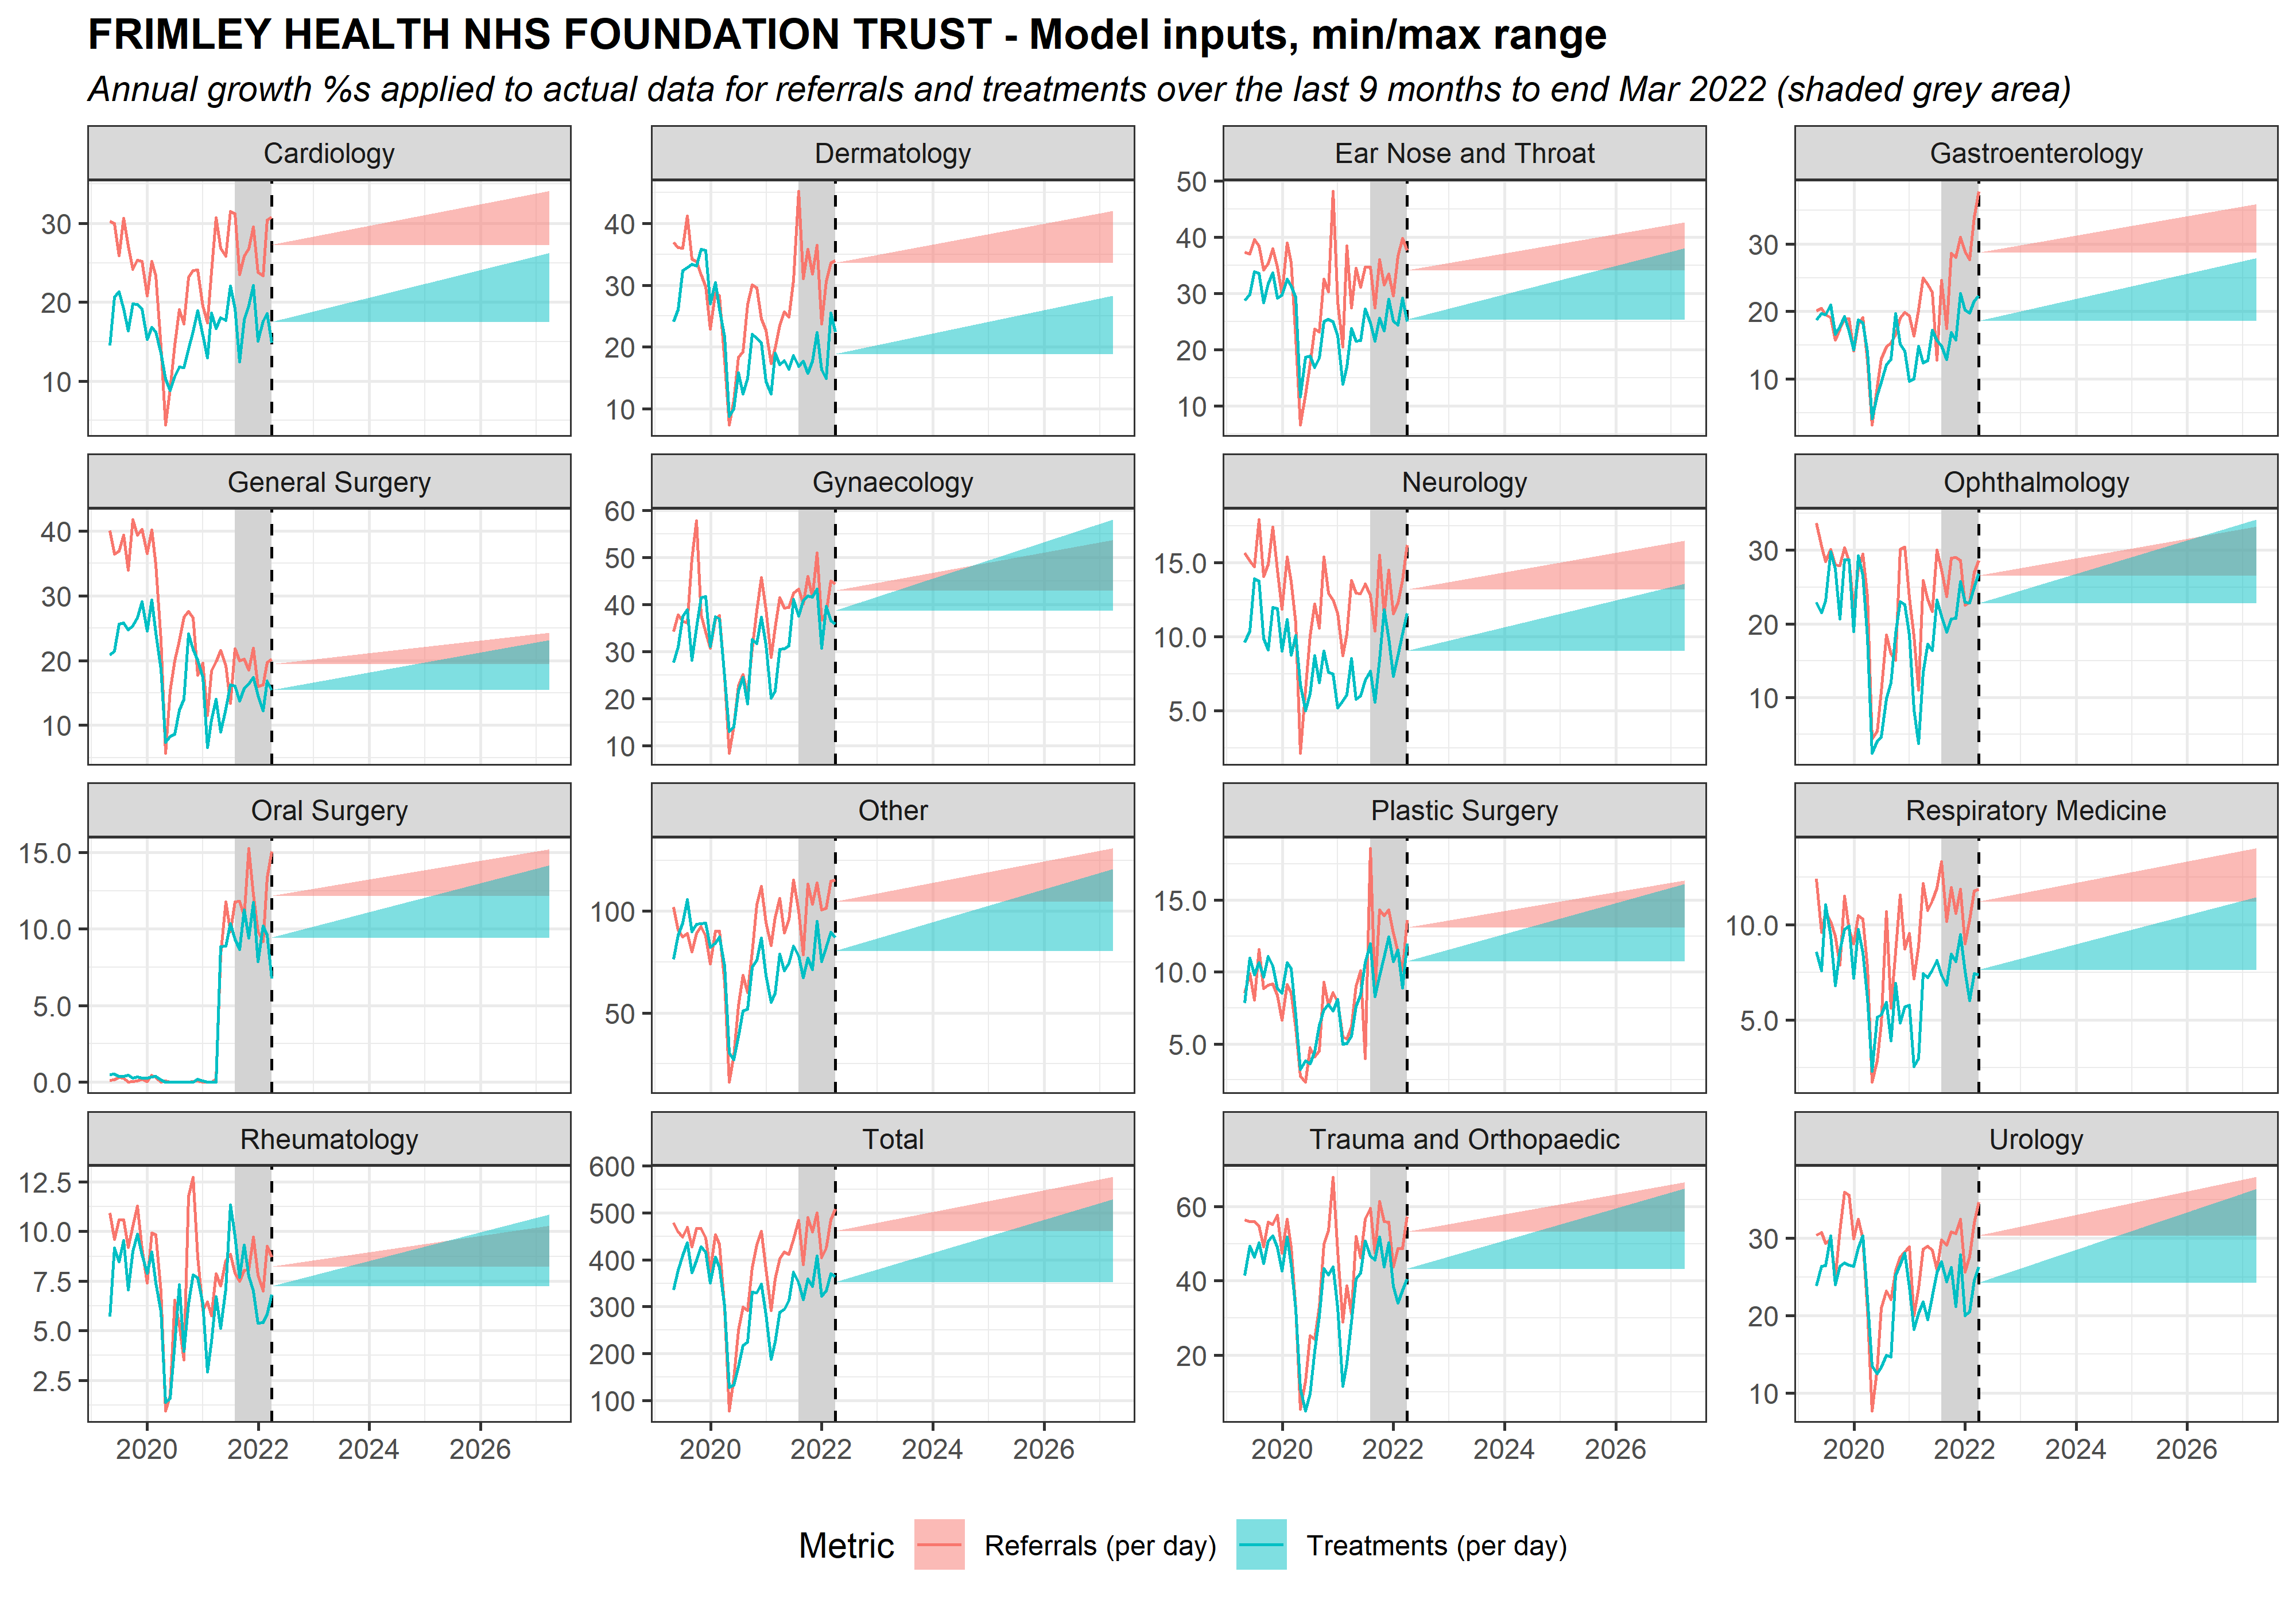 FRIMLEY HEALTH NHS FOUNDATION TRUST - Model inputs, min/max range
Annual growth %s applied to actual data for referrals and treatments over the last 9 months to end Mar 2022 (shaded grey area)
Cardiology
30
20
10
Dermatology
40
30
20
10
Ear Nose and Throat
50
40
30
20
10
Gastroenterology
30
20
10
General Surgery
40
30
20
10
Gynaecology
60
50
40
30
20
10
Neurology
15.0
10.0
5.0
Ophthalmology
30
20
10
Oral Surgery
15.0
10.0
5.0
0.0
Other
100
50
Plastic Surgery
15.0
10.0
5.0
Respiratory Medicine
10.0
5.0
Rheumatology
12.5
10.0
7.5
5.0
2.5
2020 2022 2024 2026
Total
600
500
400
300
200
100
2020 2022 2024 2026
Trauma and Orthopaedic
60
40
20
2020 2022 2024 2026
Urology
30
20
10
2020 2022 2024 2026
Metric Referrals (per day) Treatments (per day)